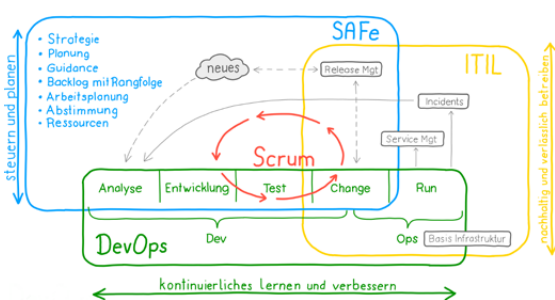 SAFe
• Strategie
• Planung
• Guidance
• Backlog mit Rangfolge
• Arbeitsplanung
• Abstimmung
• Ressourcen
steuern und planen
neues
Release Mgt
ITIL
Incidents
Service Mgt
nachhaltig und verlässlich betreiben
Scrum
Analyse
Entwicklung
Test
Change
Run
Dev
Ops
Basis Infrastruktur
DevOps
kontinuierliches lernen und verbessern